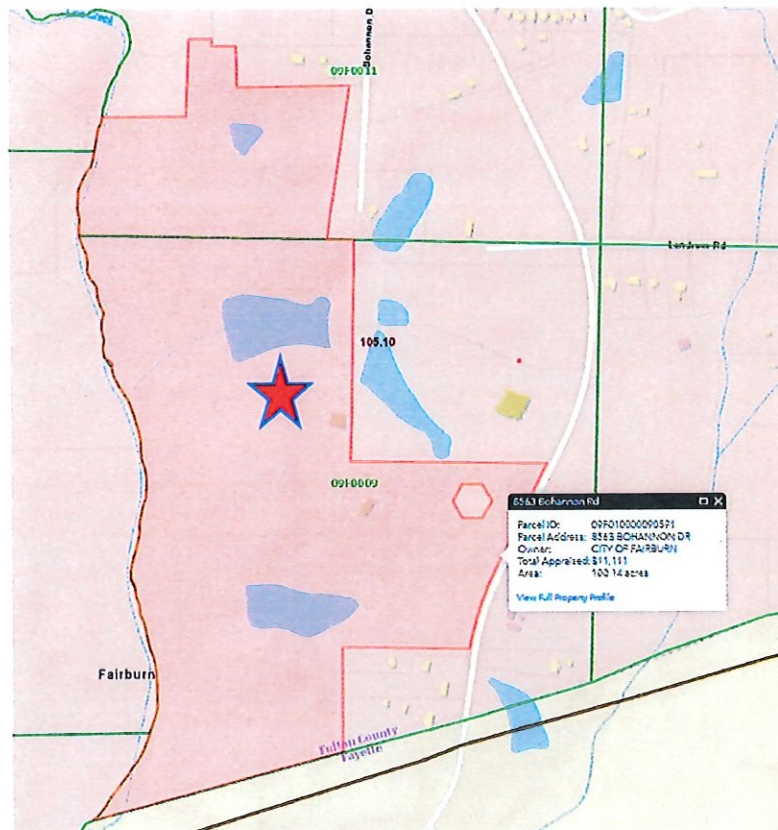 Bohannon D
09F0011
Landrum Rd
105.10
09F0009
8563 Bohannon Rd
Parcel ID:
Parcel Address: 8563 BOHANNON DR
Owner: CITY OF FAIRBURN
Total Appraised: $11,111
Area: 100.14 acres
View Full Property Profile
Fairburn
Fulton County
Fayette